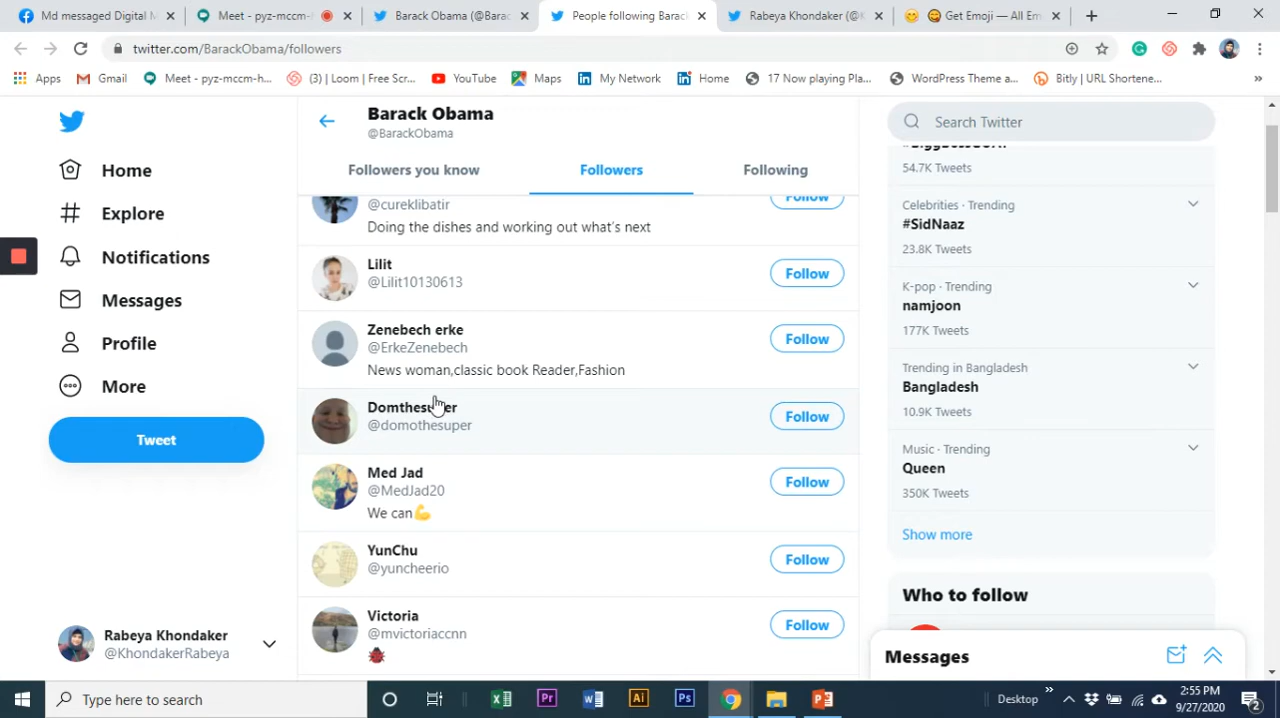 Md messaged Digital M
Meet - pyz-mccm-
Barack Obama (@Barac
People following Barac
Rabeya Khondaker (@K
Get Emoji — All Em
twitter.com/BarackObama/followers
Apps
Gmail
Meet - pyz-mccm-h...
(3) | Loom | Free Scr...
YouTube
Maps
My Network
Home
17 Now playing Pla...
WordPress Theme a...
Bitly | URL Shortene...
Home
Explore
Notifications
Messages
Profile
More
Tweet
Rabeya Khondaker
@KhondakerRabeya
Barack Obama
@BarackObama
Followers you know
Followers
Following
@cureklibatir
Follow
Doing the dishes and working out what's next
Lilit
@Lilit10130613
Follow
Zenebech erke
@ErkeZenebech
Follow
News woman,classic book Reader,Fashion
Domthesuper
@domothesuper
Follow
Med Jad
@MedJad20
Follow
We can💪
YunChu
@yuncheerio
Follow
Victoria
@mvictoriaccnn
Follow
🐞
Search Twitter
54.7K Tweets
Celebrities · Trending
#SidNaaz
23.8K Tweets
K-pop · Trending
namjoon
177K Tweets
Trending in Bangladesh
Bangladesh
10.9K Tweets
Music · Trending
Queen
350K Tweets
Show more
Who to follow
Messages
Type here to search
Desktop
2:55 PM
9/27/2020